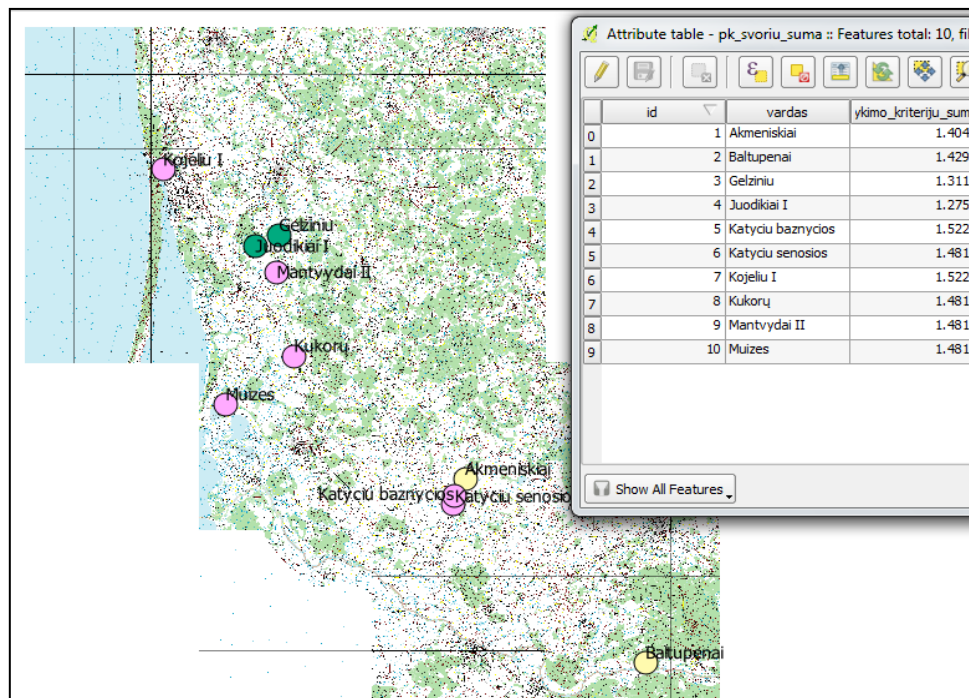 Kojeliu I
Gelziniu
Juodikiai I
Mantvydai II
Kukorų
Muizes
Akmeniskiai
Katyciu baznycios
Katyciu senosio
Baltupenai
Attribute table - pk_svoriu_suma :: Features total: 10, fil
ε
id vardas ykimo_kriteriju_sum
0 1 Akmeniskiai 1.404
1 2 Baltupenai 1.429
2 3 Gelziniu 1.311
3 4 Juodikiai I 1.275
4 5 Katyciu baznycios 1.522
5 6 Katyciu senosios 1.481
6 7 Kojeliu I 1.522
7 8 Kukorų 1.481
8 9 Mantvydai II 1.481
9 10 Muizes 1.481
Show All Features